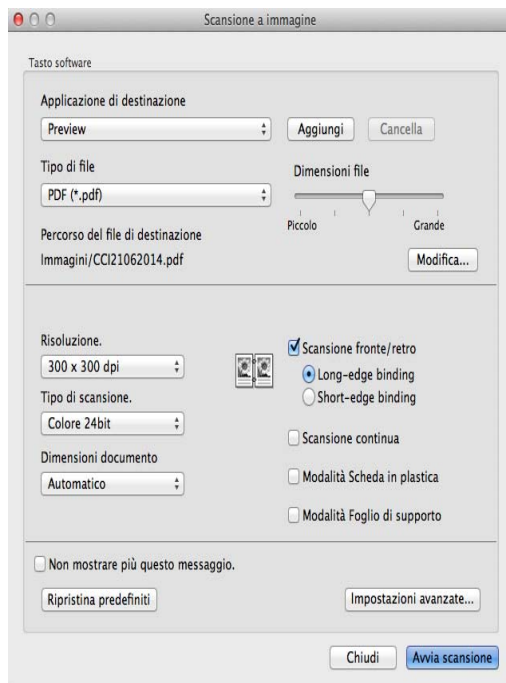 Scansione a immagine
Tasto software
Applicazione di destinazione
Preview
Aggiungi
Cancella
Tipo di file
PDF (*.pdf)
Dimensioni file
Piccolo
Grande
Percorso del file di destinazione
Immagini/CCI21062014.pdf
Modifica...
Risoluzione.
300 x 300 dpi
Tipo di scansione.
Colore 24bit
Dimensioni documento
Automatico
Scansione fronte/retro
Long-edge binding
Short-edge binding
Scansione continua
Modalità Scheda in plastica
Modalità Foglio di supporto
Non mostrare più questo messaggio.
Ripristina predefiniti
Impostazioni avanzate...
Chiudi
Avvia scansione